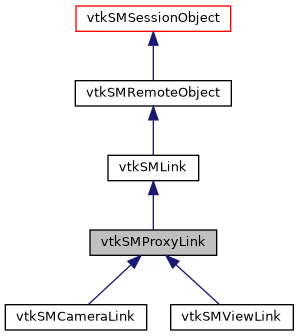 vtkSMSessionObject
vtkSMRemoteObject
vtkSMLink
vtkSMProxyLink
vtkSMCameraLink
vtkSMViewLink